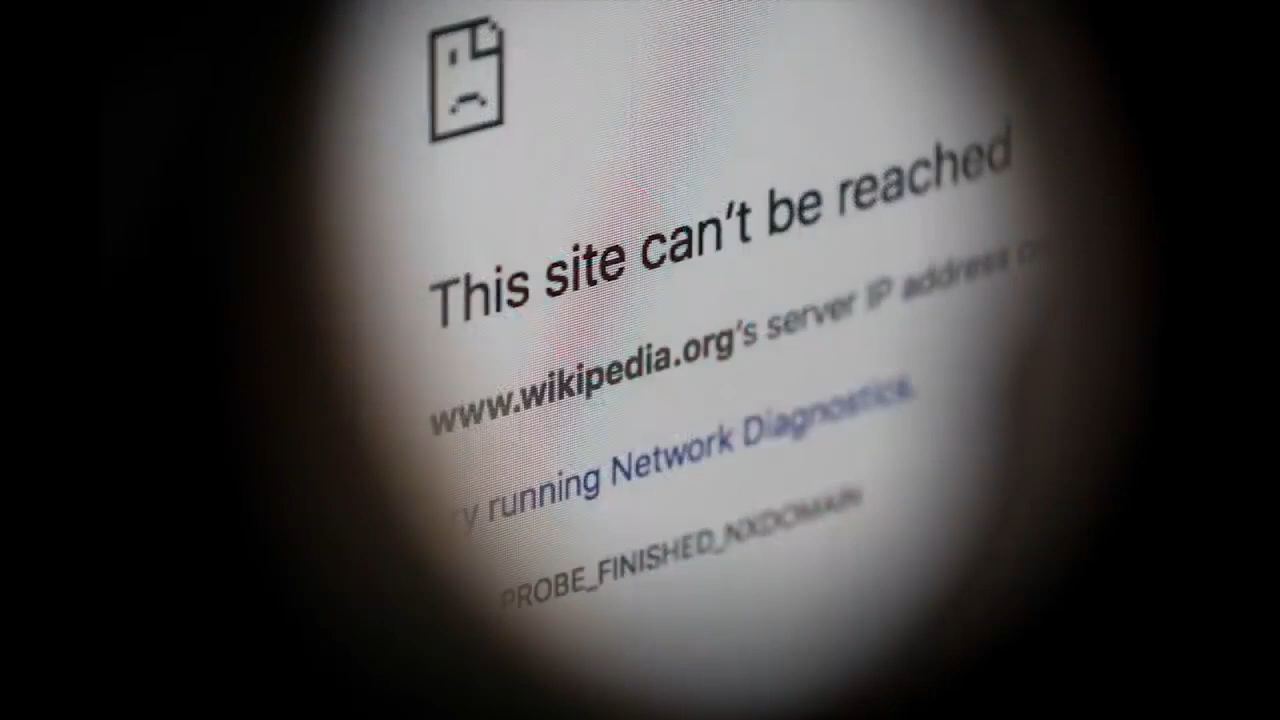 This site can't be reached
www.wikipedia.org's server IP address
running Network Diagnostics.
PROBE_FINISHED_NXDOMAIN